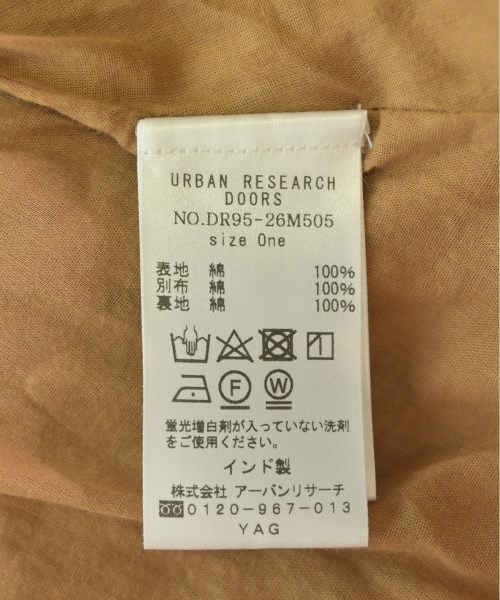 URBAN RESEARCH
DOORS
NO.DR95-26M505
size One
表地 綿 100%
別布 綿 100%
裏地 綿 100%
F W
蛍光増白剤が入っていない洗剤
をご使用ください。
インド製
株式会社 アーバンリサーチ
0120-967-013
YAG